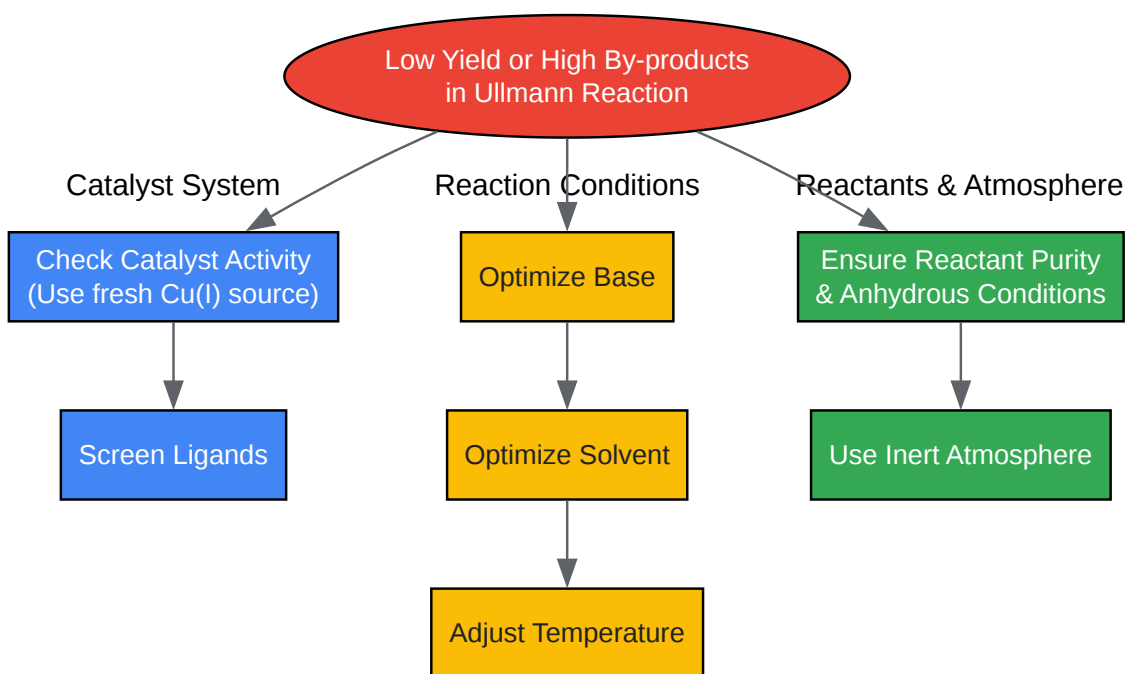 Low Yield or High By-products
in Ullmann Reaction
Catalyst System
Reaction Conditions
Reactants & Atmosphere
Check Catalyst Activity
(Use fresh Cu(I) source)
Optimize Base
Ensure Reactant Purity
& Anhydrous Conditions
Screen Ligands
Optimize Solvent
Use Inert Atmosphere
Adjust Temperature